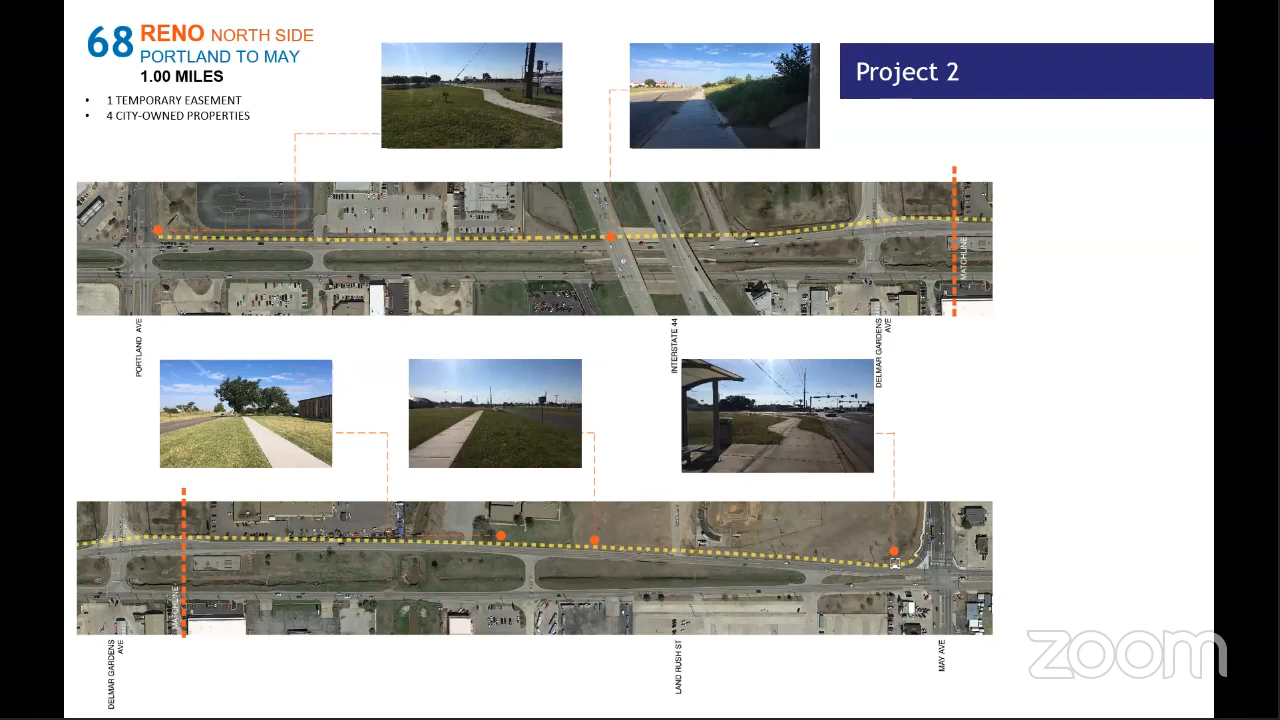 68 RENO NORTH SIDE
PORTLAND TO MAY
1.00 MILES
• 1 TEMPORARY EASEMENT
• 4 CITY-OWNED PROPERTIES
Project 2
MATCHLINE
PORTLAND AVE
INTERSTATE 44
DELMAR GARDENS
AVE
MATCHLINE
DELMAR GARDENS
AVE
LAND RUSH ST
MAY AVE
zoom